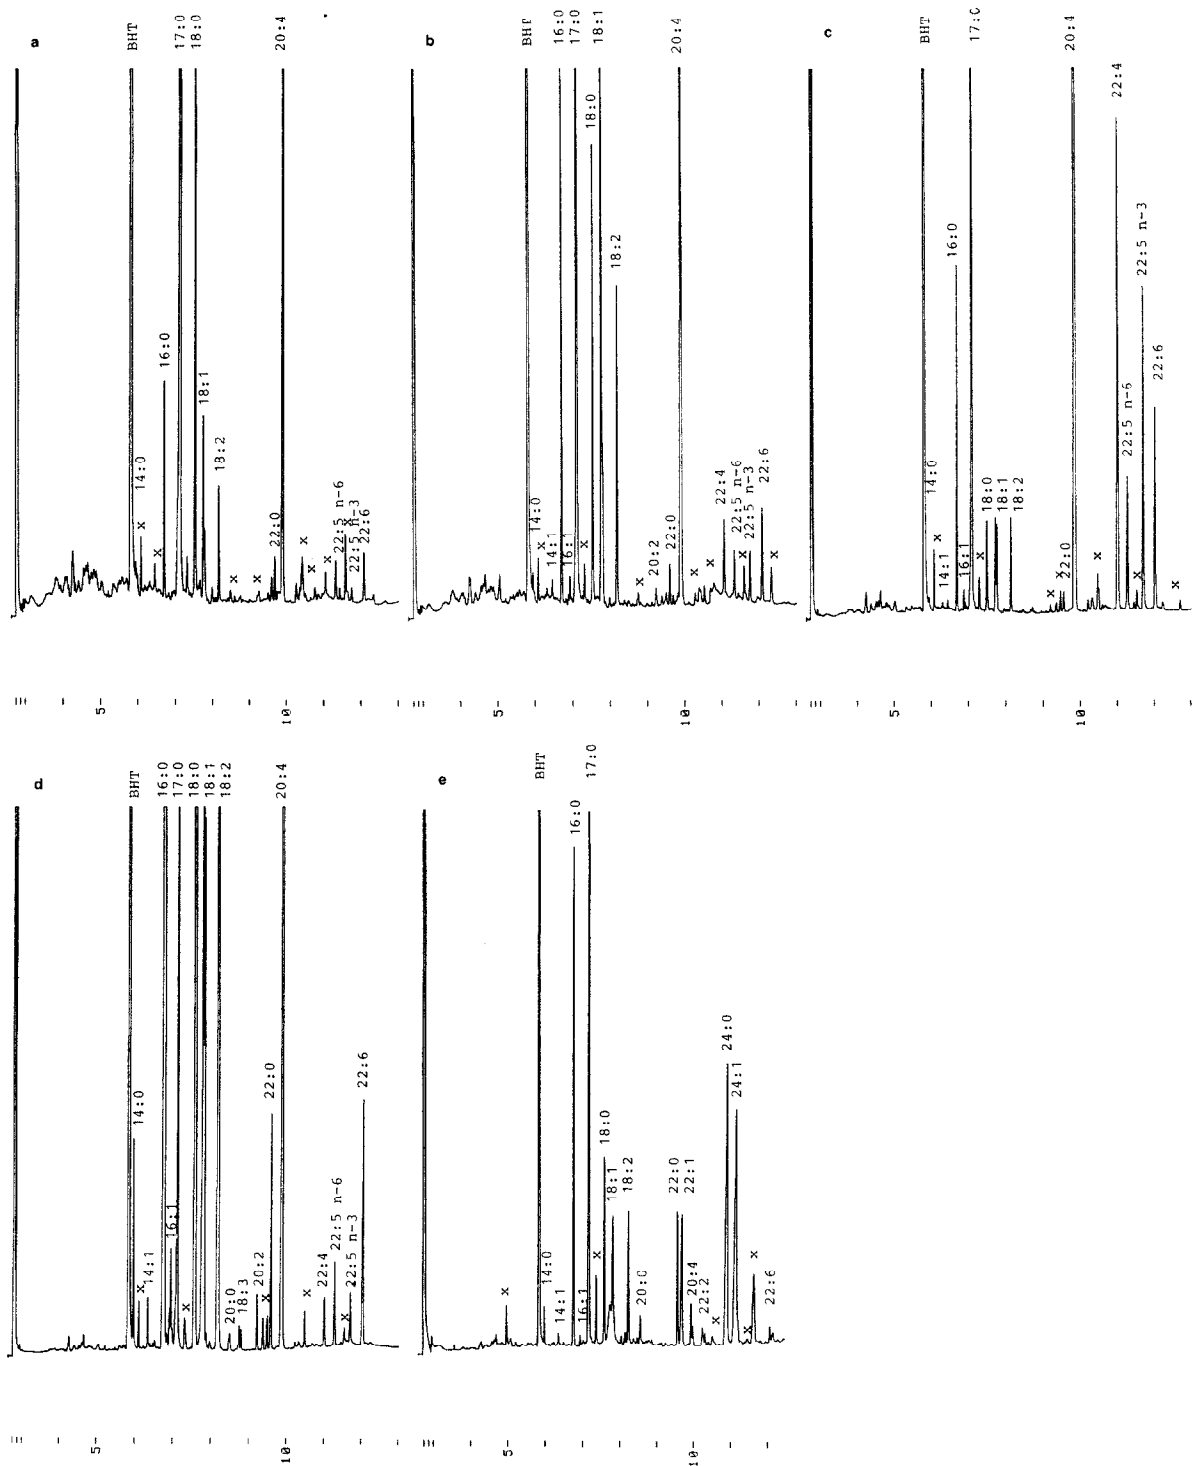 a
BHT
17:0
18:0
20:4
14:0
x
x
16:0
18:1
18:2
x
x
22:0
x
x
x
22:5 n-6
x
22:5 n-3
22:6
5-
10-
b
BHT
16:0
17:0
18:1
20:4
14:0
x
14:1
16:1
x
18:0
18:2
x
20:2
22:0
x
x
22:4
22:5 n-6
x
22:5 n-3
22:6
x
5-
10-
c
BHT
17:0
20:4
22:4
14:0
x
14:1
16:0
16:1
x
18:0
18:1
18:2
x
x
22:0
x
22:5 n-6
x
22:5 n-3
22:6
x
5-
10-
d
BHT
16:0
17:0
18:0
18:1
18:2
20:4
14:0
x
14:1
16:1
x
20:0
18:3
20:2
x
22:0
x
22:4
22:5 n-6
x
22:5 n-3
22:6
5-
10-
e
BHT
17:0
x
14:0
14:1
16:0
16:1
x
18:0
18:1
18:2
20:0
22:0
22:1
20:4
22:2
x
24:0
24:1
x
x
22:6
5-
10-